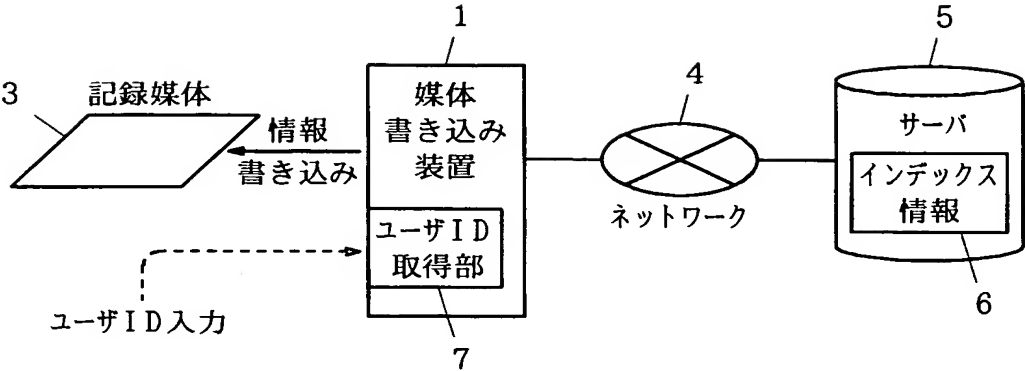 1
5
4
3
記録媒体
媒体
書き込み
装置
情報
書き込み
サーバ
インデックス
情報
ネットワーク
ユーザID
取得部
6
ユーザID入力
7